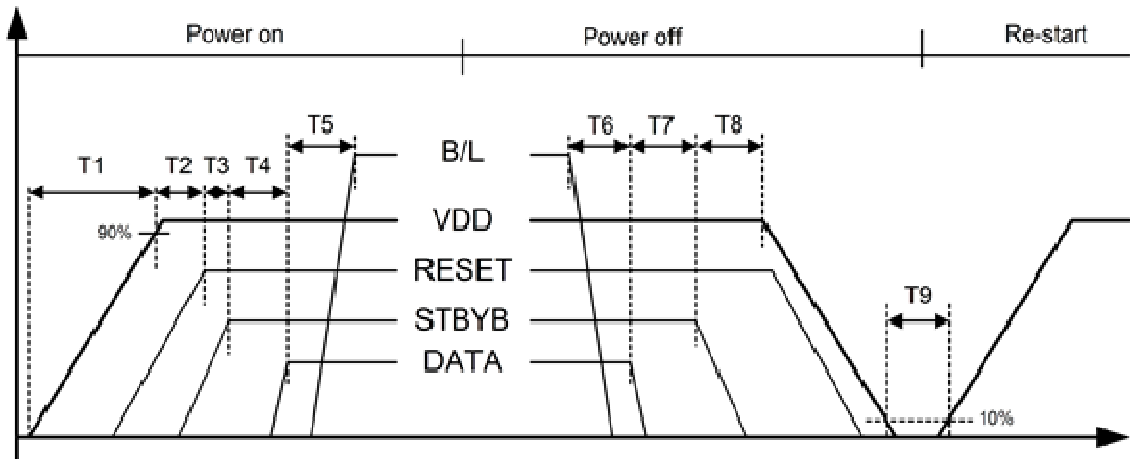 Power on Power off Re-start
T5 B/L T6 T7 T8
T1 T2 T3 T4
90% VDD
RESET
T9
STBYB
DATA
10%